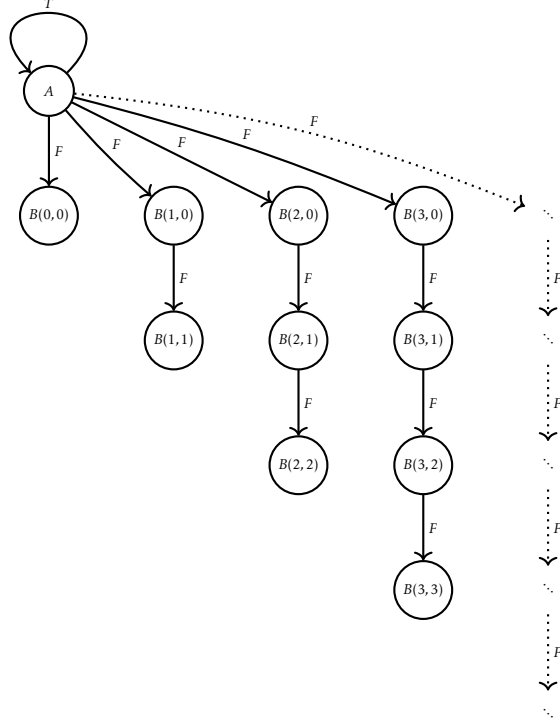 T
A
F
F
F
F
F
B(0,0)
B(1,0)
B(2,0)
B(3,0)
⋱
F
F
F
F
B(1,1)
B(2,1)
B(3,1)
⋱
F
F
F
B(2,2)
B(3,2)
⋱
F
F
B(3,3)
⋱
F
⋱